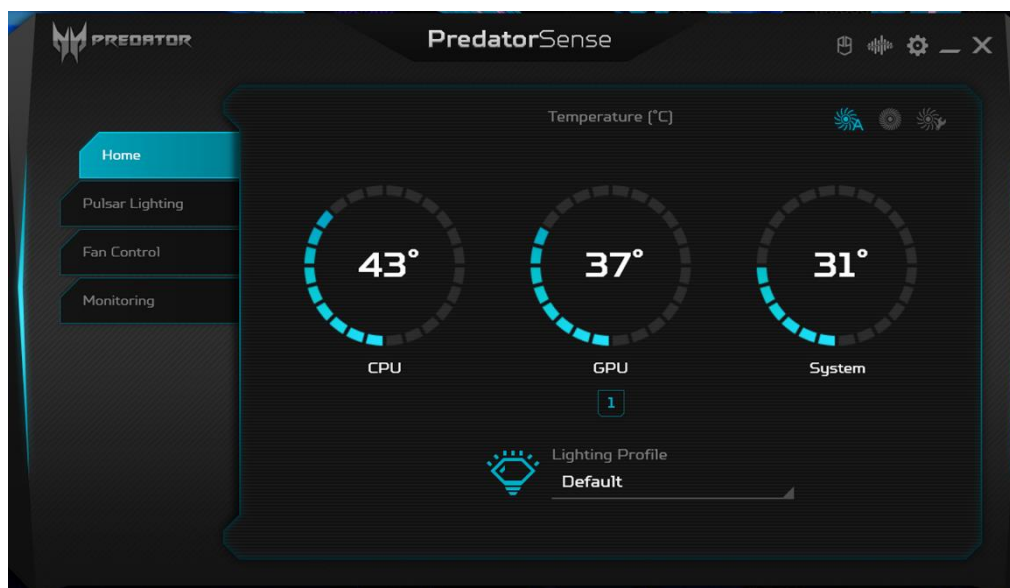 PREDATOR
PredatorSense
Temperature (°C)
A
Home
Pulsar Lighting
Fan Control
Monitoring
43°
37°
31°
CPU
GPU
System
1
Lighting Profile
Default